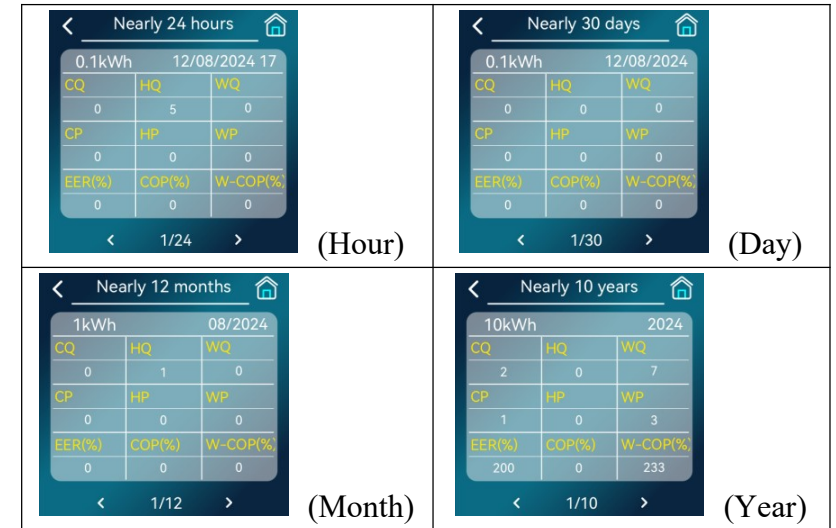 Nearly 24 hours
0.1kWh 12/08/2024 17
CQ HQ WQ
0 5 0
CP HP WP
0 0 0
EER(%) COP(%) W-COP(%)
0 0 0
< 1/24 >
(Hour)
Nearly 30 days
0.1kWh 12/08/2024
CQ HQ WQ
0 0 0
CP HP WP
0 0 0
EER(%) COP(%) W-COP(%)
0 0 0
< 1/30 >
(Day)
Nearly 12 months
1kWh 08/2024
CQ HQ WQ
0 1 0
CP HP WP
0 0 0
EER(%) COP(%) W-COP(%)
0 0 0
< 1/12 >
(Month)
Nearly 10 years
10kWh 2024
CQ HQ WQ
2 0 7
CP HP WP
1 0 3
EER(%) COP(%) W-COP(%)
200 0 233
< 1/10 >
(Year)